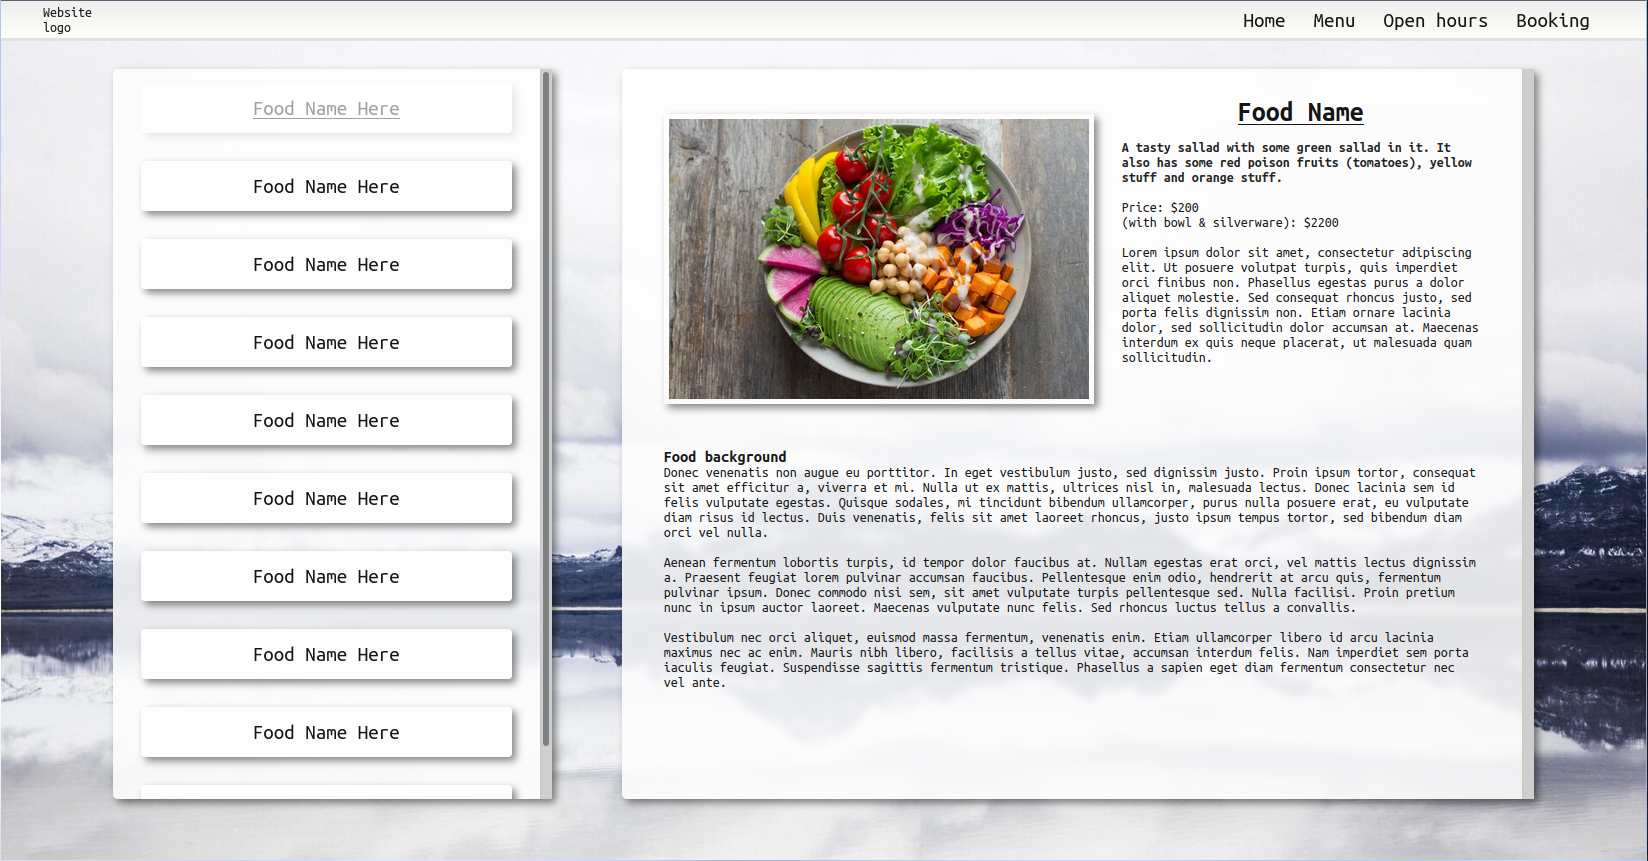 Website
logo
Home Menu Open hours Booking
Food Name Here
Food Name Here
Food Name Here
Food Name Here
Food Name Here
Food Name Here
Food Name Here
Food Name Here
Food Name Here
Food Name
A tasty sallad with some green sallad in it. It
also has some red poison fruits (tomatoes), yellow
stuff and orange stuff.
Price: $200
(with bowl & silverware): $2200
Lorem ipsum dolor sit amet, consectetur adipiscing
elit. Ut posuere volutpat turpis, quis imperdiet
orci finibus non. Phasellus egestas purus a dolor
aliquet molestie. Sed consequat rhoncus justo, sed
porta felis dignissim non. Etiam ornare lacinia
dolor, sed sollicitudin dolor accumsan at. Maecenas
interdum ex quis neque placerat, ut malesuada quam
sollicitudin.
Food background
Donec venenatis non augue eu porttitor. In eget vestibulum justo, sed dignissim justo. Proin ipsum tortor, consequat
sit amet efficitur a, viverra et mi. Nulla ut ex mattis, ultrices nisl in, malesuada lectus. Donec lacinia sem id
felis vulputate egestas. Quisque sodales, mi tincidunt bibendum ullamcorper, purus nulla posuere erat, eu vulputate
diam risus id lectus. Duis venenatis, felis sit amet laoreet rhoncus, justo ipsum tempus tortor, sed bibendum diam
orci vel nulla.
Aenean fermentum lobortis turpis, id tempor dolor faucibus at. Nullam egestas erat orci, vel mattis lectus dignissim
a. Praesent feugiat lorem pulvinar accumsan faucibus. Pellentesque enim odio, hendrerit at arcu quis, fermentum
pulvinar ipsum. Donec commodo nisi sem, sit amet vulputate turpis pellentesque sed. Nulla facilisi. Proin pretium
nunc in ipsum auctor laoreet. Maecenas vulputate nunc felis. Sed rhoncus luctus tellus a convallis.
Vestibulum nec orci aliquet, euismod massa fermentum, venenatis enim. Etiam ullamcorper libero id arcu lacinia
maximus nec ac enim. Mauris nibh libero, facilisis a tellus vitae, accumsan interdum felis. Nam imperdiet sem porta
iaculis feugiat. Suspendisse sagittis fermentum tristique. Phasellus a sapien eget diam fermentum consectetur nec
vel ante.